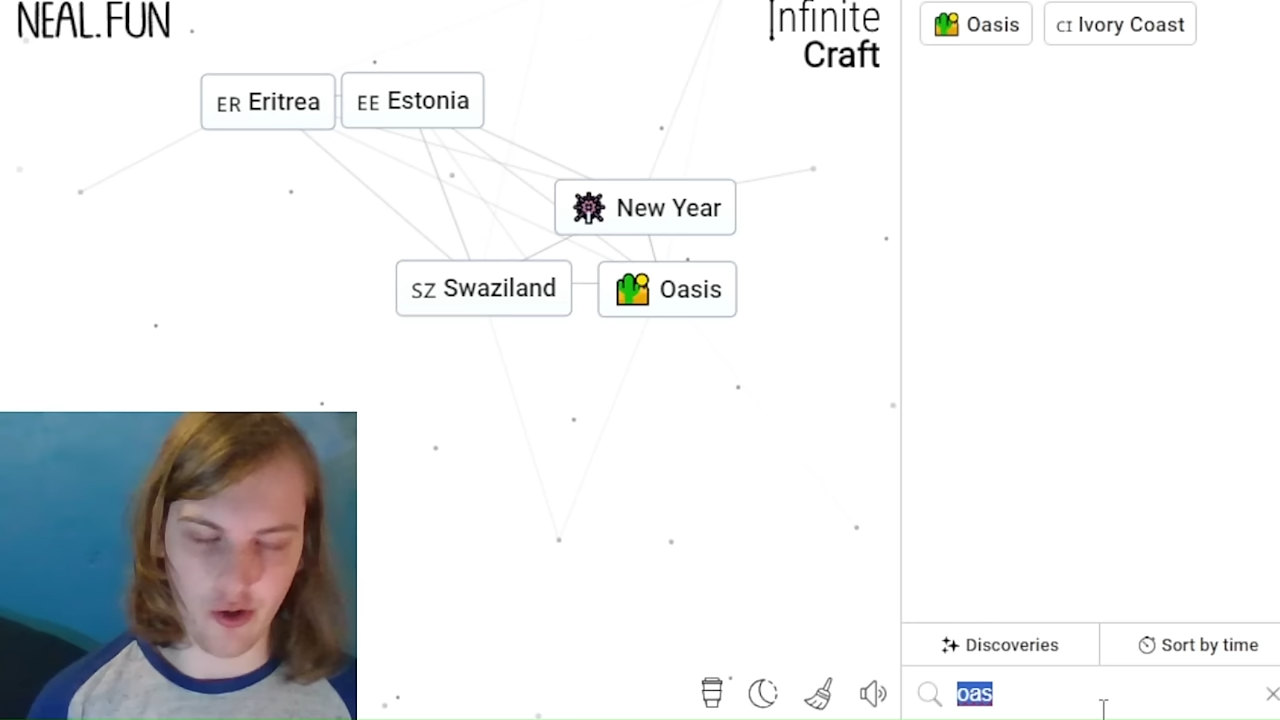 NEAL.FUN
Infinite
Craft
Oasis
CI Ivory Coast
ER Eritrea
EE Estonia
New Year
SZ Swaziland
Oasis
Discoveries
Sort by time
oas